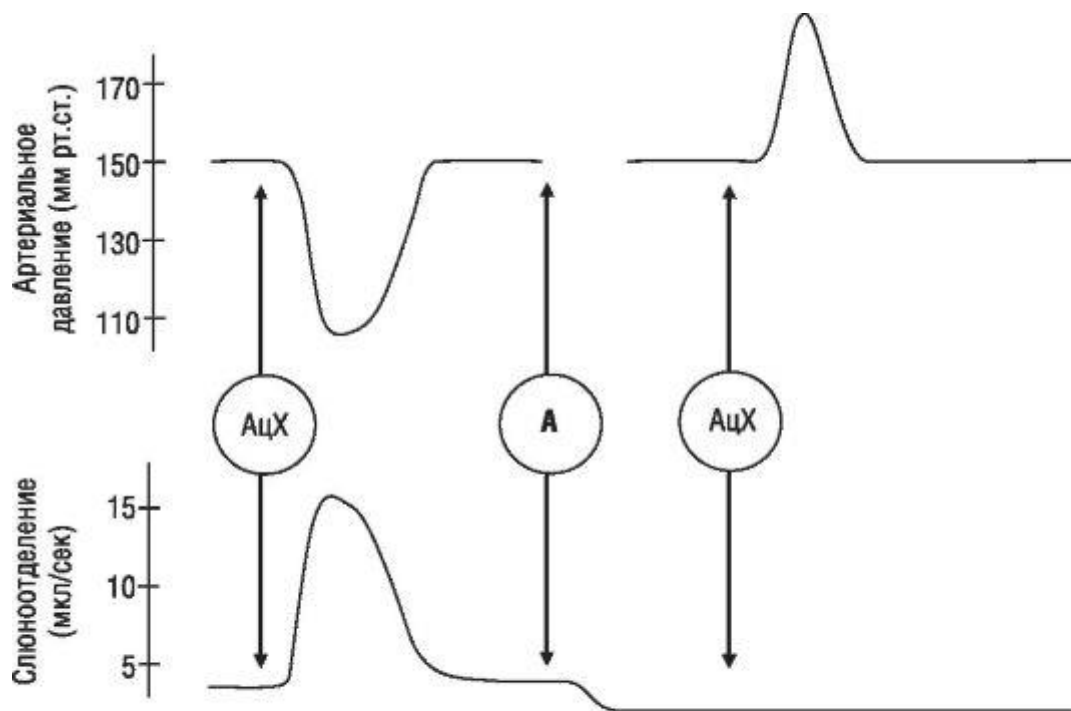 Артериальное
давление (мм рт.ст.)
170
150
130
110
АцХ
А
АцХ
Слюноотделение
(мкл/сек)
15
10
5